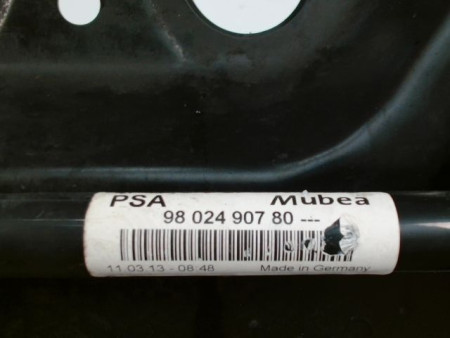 PSA Mubea
98 024 907 80 ---
11.03.13 - 08:48 Made in Germany